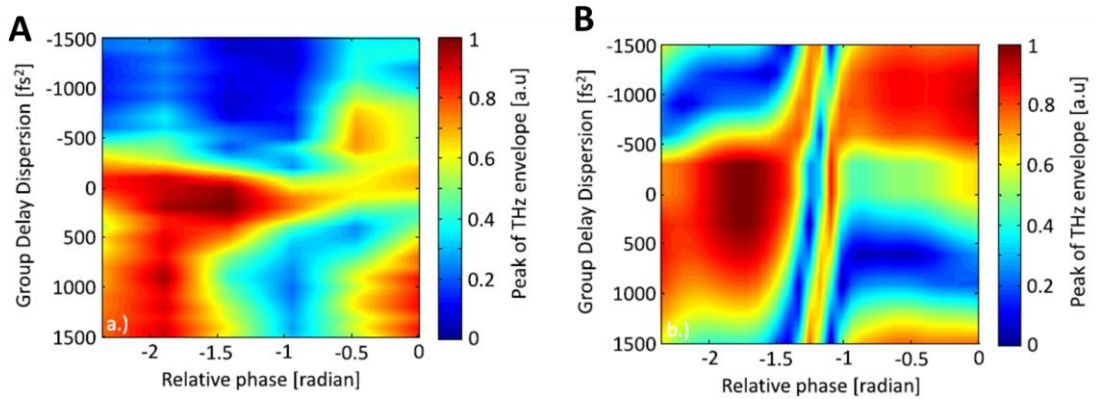 A
-1500
-1000
-500
0
500
1000
1500
Group Delay Dispersion [fs²]
a.)
-2 -1.5 -1 -0.5 0
Relative phase [radian]
1
0.8
0.6
0.4
0.2
0
Peak of THz envelope [a.u]
B
-1500
-1000
-500
0
500
1000
1500
Group Delay Dispersion [fs²]
b.)
-2 -1.5 -1 -0.5 0
Relative phase [radian]
1
0.8
0.6
0.4
0.2
0
Peak of THz envelope [a.u]